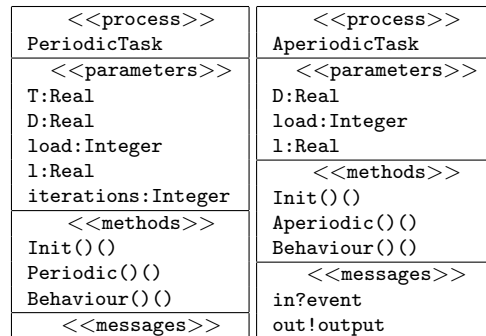 <<process>>
PeriodicTask
<<parameters>>
T:Real
D:Real
load:Integer
l:Real
iterations:Integer
<<methods>>
Init()()
Periodic()()
Behaviour()()
<<messages>>
<<process>>
AperiodicTask
<<parameters>>
D:Real
load:Integer
l:Real
<<methods>>
Init()()
Aperiodic()()
Behaviour()()
<<messages>>
in?event
out!output